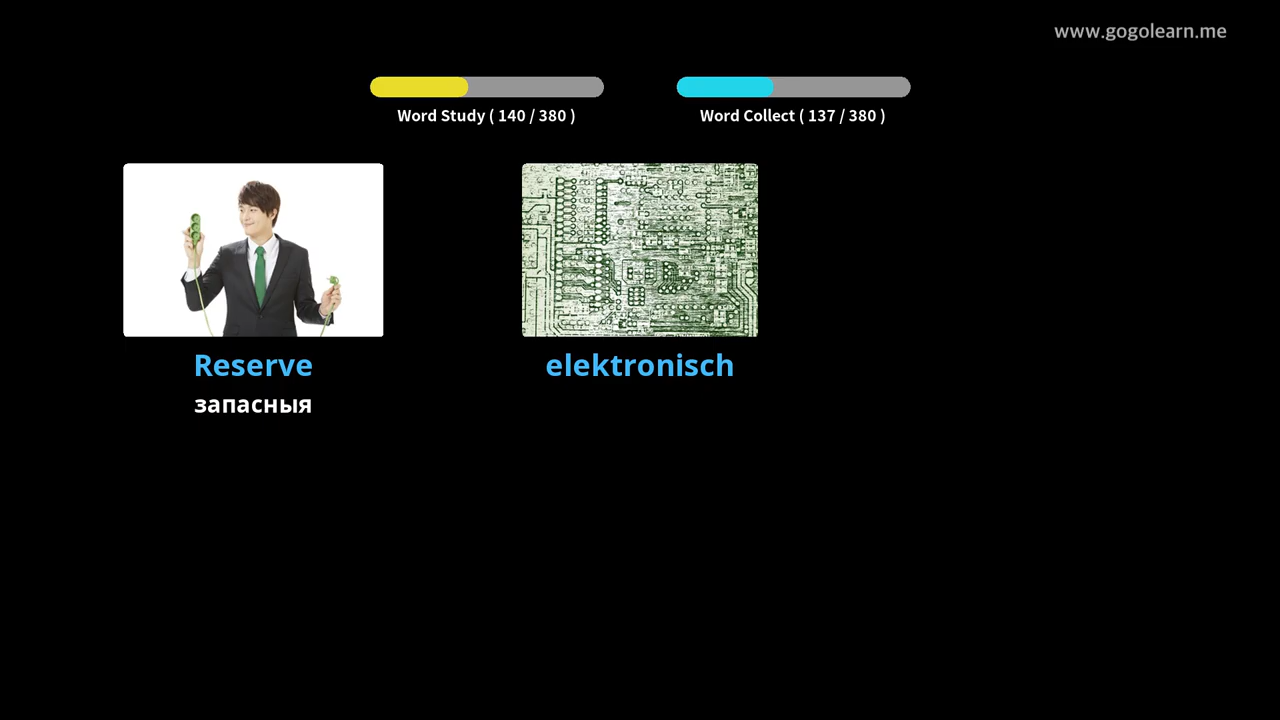 www.gogolearn.me
Word Study ( 140 / 380 )
Word Collect ( 137 / 380 )
Reserve
запасныя
elektronisch